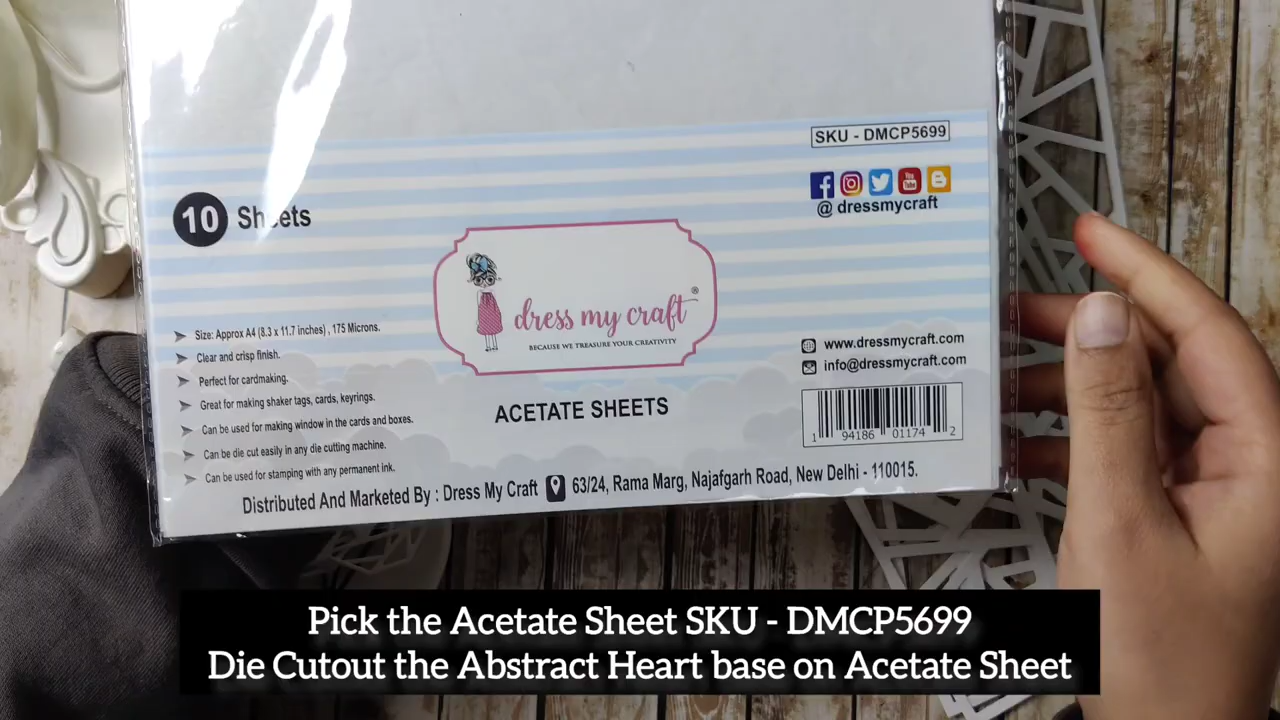 SKU - DMCP5699
@ dressmycraft
10 Sheets
dress my craft®
BECAUSE WE TREASURE YOUR CREATIVITY
Size: Approx A4 (8.3 x 11.7 inches) , 175 Microns.
Clear and crisp finish.
Perfect for cardmaking.
Great for making shaker tags, cards, keyrings.
Can be used for making window in the cards and boxes.
Can be die cut easily in any die cutting machine.
Can be used for stamping with any permanent ink.
ACETATE SHEETS
www.dressmycraft.com
info@dressmycraft.com
1 94186 01174 2
Distributed And Marketed By : Dress My Craft 63/24, Rama Marg, Najafgarh Road, New Delhi - 110015.
Pick the Acetate Sheet SKU - DMCP5699
Die Cutout the Abstract Heart base on Acetate Sheet